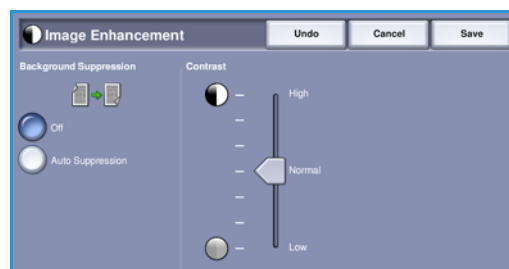 Image Enhancement
Undo
Cancel
Save
Background Suppression
Contrast
High
Off
Auto Suppression
Normal
Low